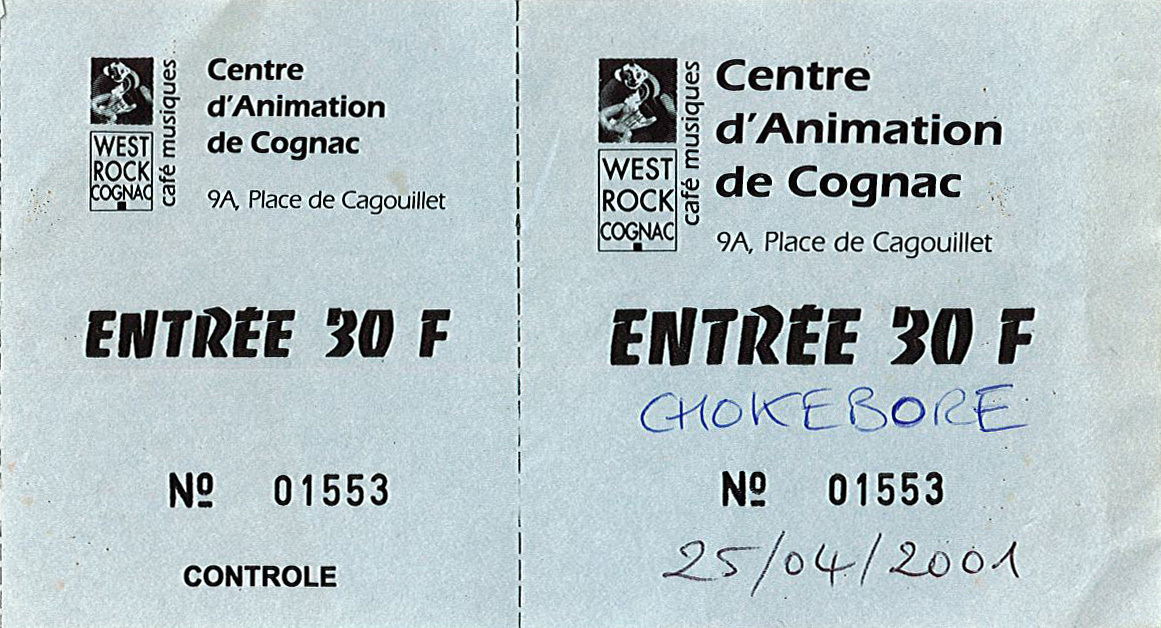 WEST
ROCK
COGNAC
café musiques
Centre
d'Animation
de Cognac
9A, Place de Cagouillet
ENTRÉE 30 F
Nº 01553
CONTROLE
WEST
ROCK
COGNAC
café musiques
Centre
d'Animation
de Cognac
9A, Place de Cagouillet
ENTRÉE 30 F
CHOKEBORE
Nº 01553
25/04/2001